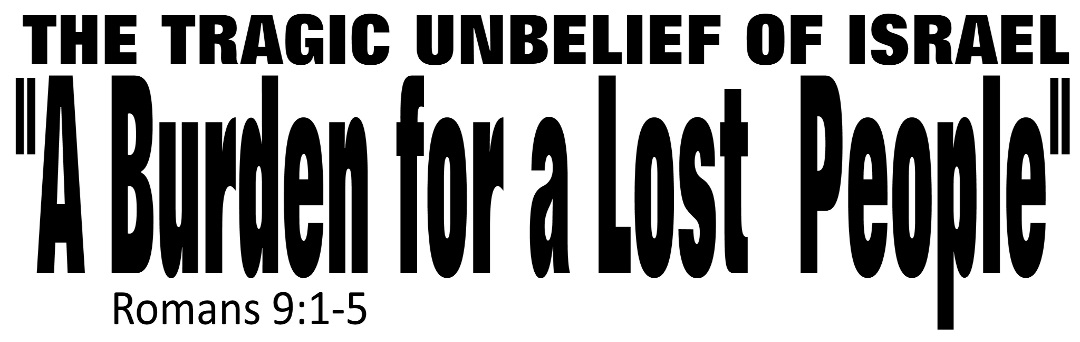 THE TRAGIC UNBELIEF OF ISRAEL
"A Burden for a Lost People"
Romans 9:1-5